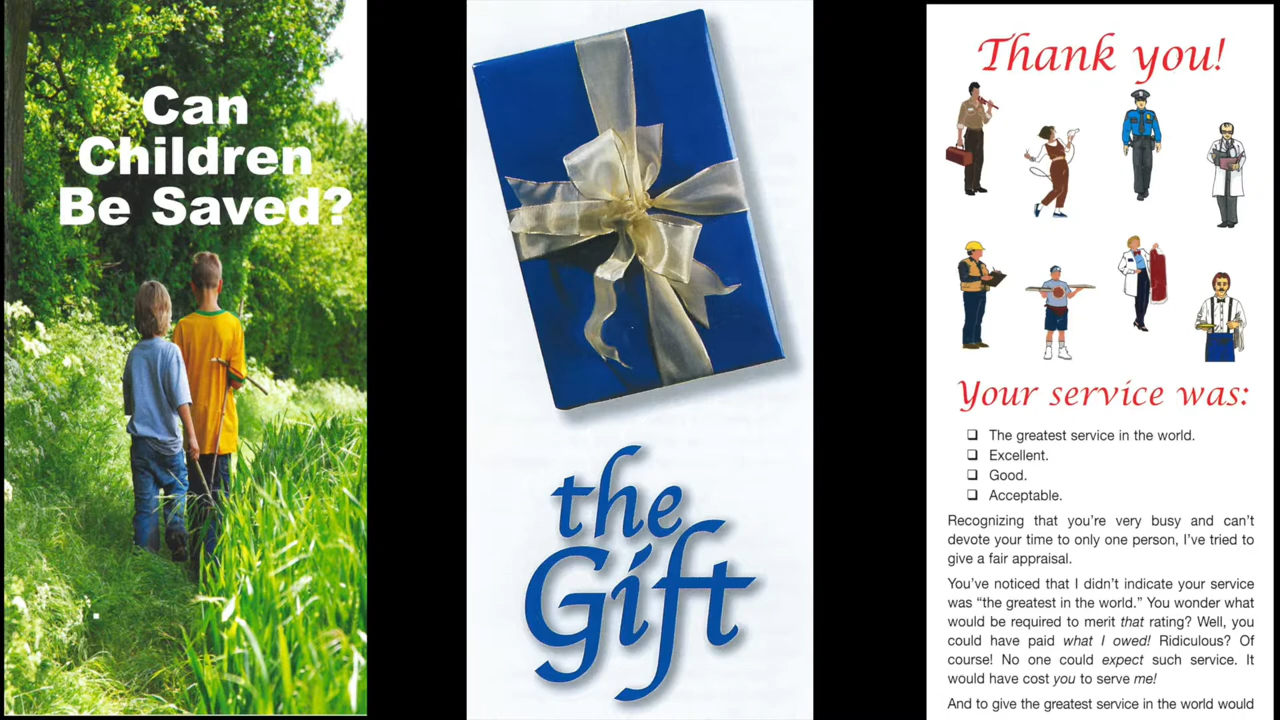 Can
Children
Be Saved?
the
Gift
Thank you!
Your service was:
❑ The greatest service in the world.
❑ Excellent.
❑ Good.
❑ Acceptable.
Recognizing that you're very busy and can't
devote your time to only one person, I've tried to
give a fair appraisal.
You've noticed that I didn't indicate your service
was “the greatest in the world.” You wonder what
would be required to merit that rating? Well, you
could have paid what I owed! Ridiculous? Of
course! No one could expect such service. It
would have cost you to serve me!
And to give the greatest service in the world would